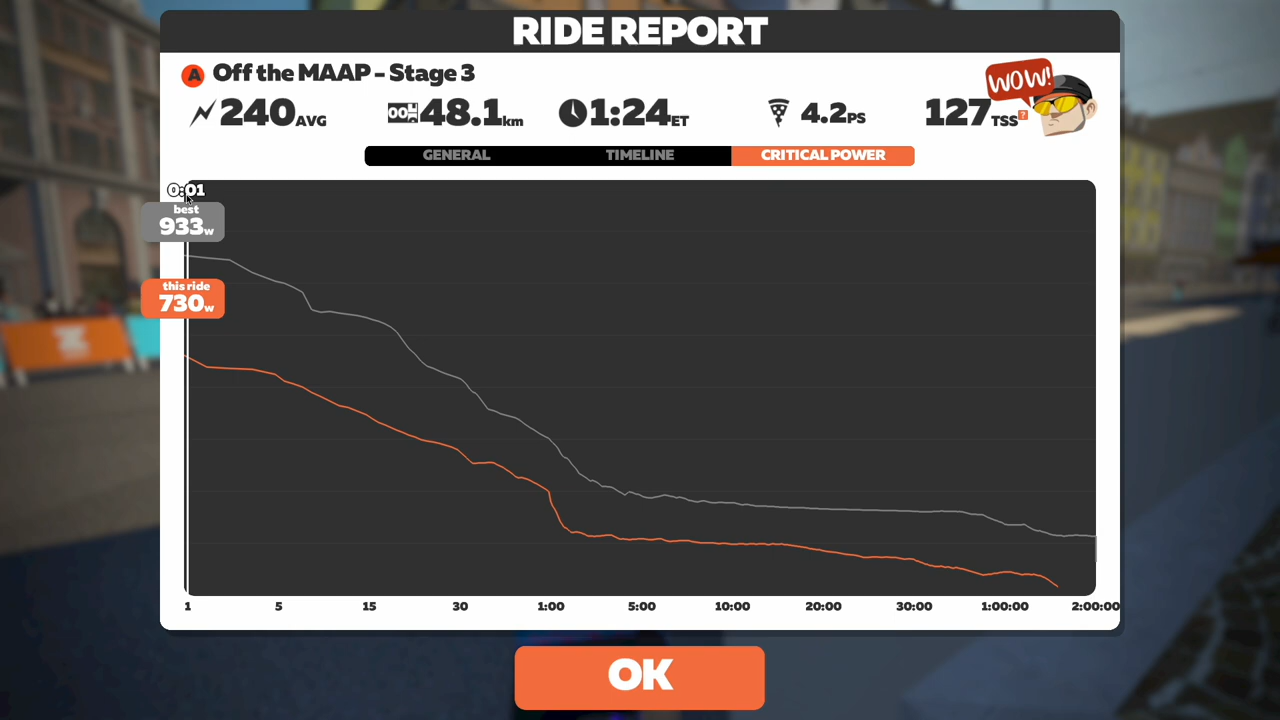 RIDE REPORT
A Off the MAAP – Stage 3
240AVG 48.1km 1:24ET 4.2PS 127TSS?
WOW!
GENERAL TIMELINE CRITICAL POWER
0:01
best
933w
this ride
730w
1 5 15 30 1:00 5:00 10:00 20:00 30:00 1:00:00 2:00:00
OK